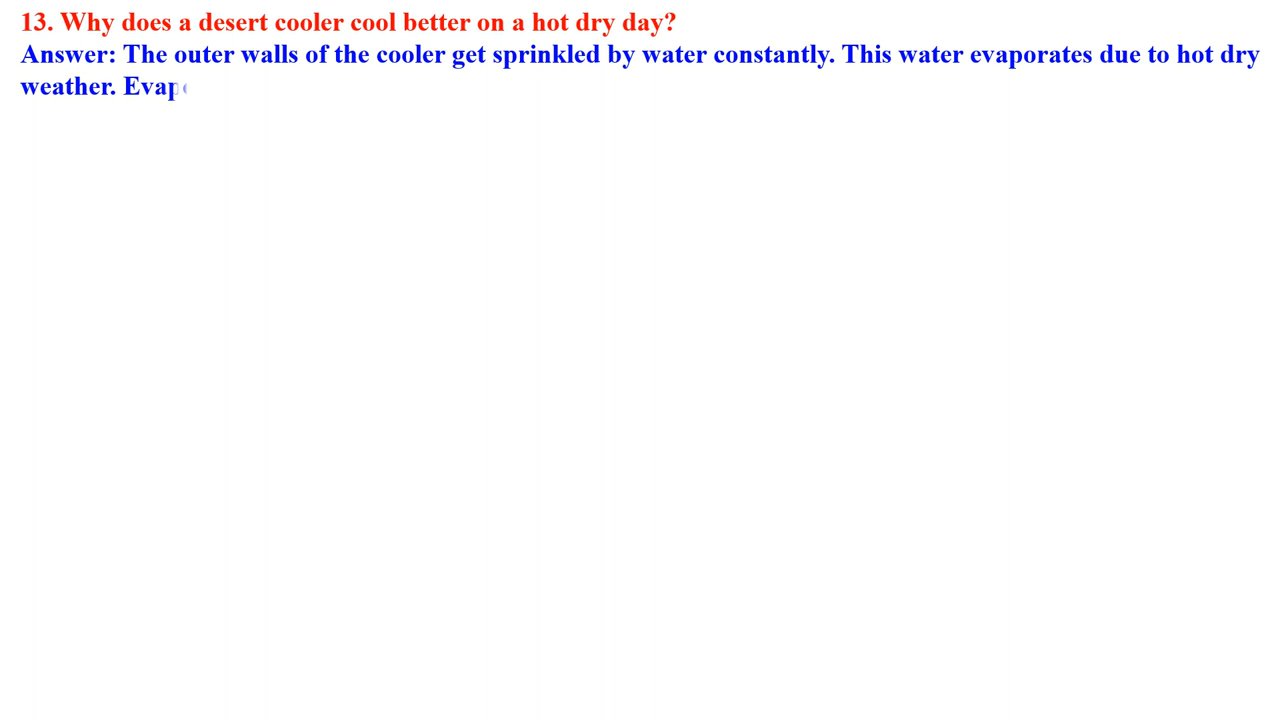 13. Why does a desert cooler cool better on a hot dry day?
Answer: The outer walls of the cooler get sprinkled by water constantly. This water evaporates due to hot dry
weather. Evap